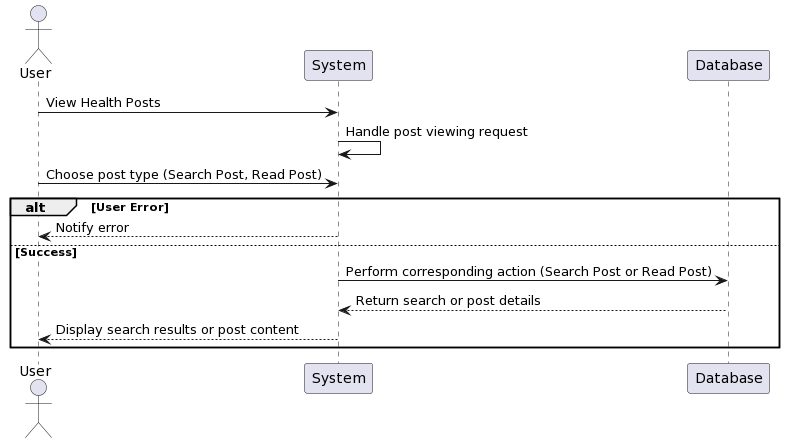 User
System
Database
View Health Posts
Handle post viewing request
Choose post type (Search Post, Read Post)
alt
[User Error]
Notify error
[Success]
Perform corresponding action (Search Post or Read Post)
Return search or post details
Display search results or post content
User
System
Database